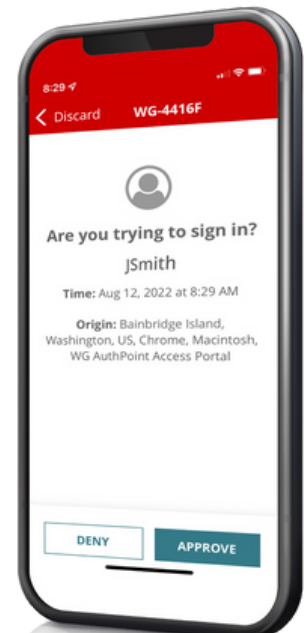 8:29
Discard WG-4416F
Are you trying to sign in?
JSmith
Time: Aug 12, 2022 at 8:29 AM
Origin: Bainbridge Island,
Washington, US, Chrome, Macintosh,
WG AuthPoint Access Portal
DENY APPROVE